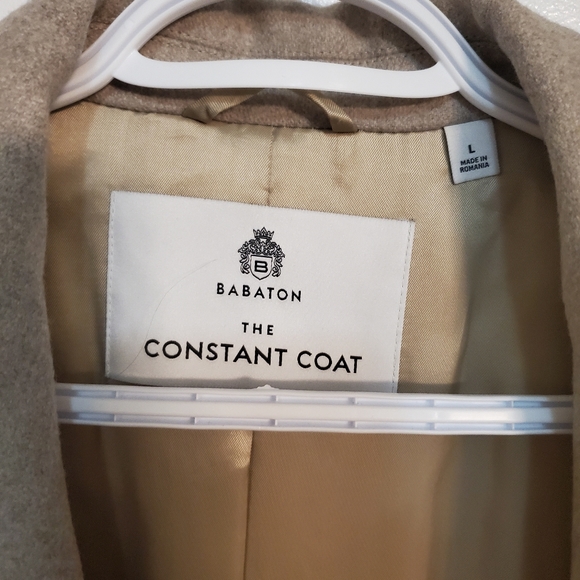 L
MADE IN
ROMANIA
B
BABATON
THE
CONSTANT COAT